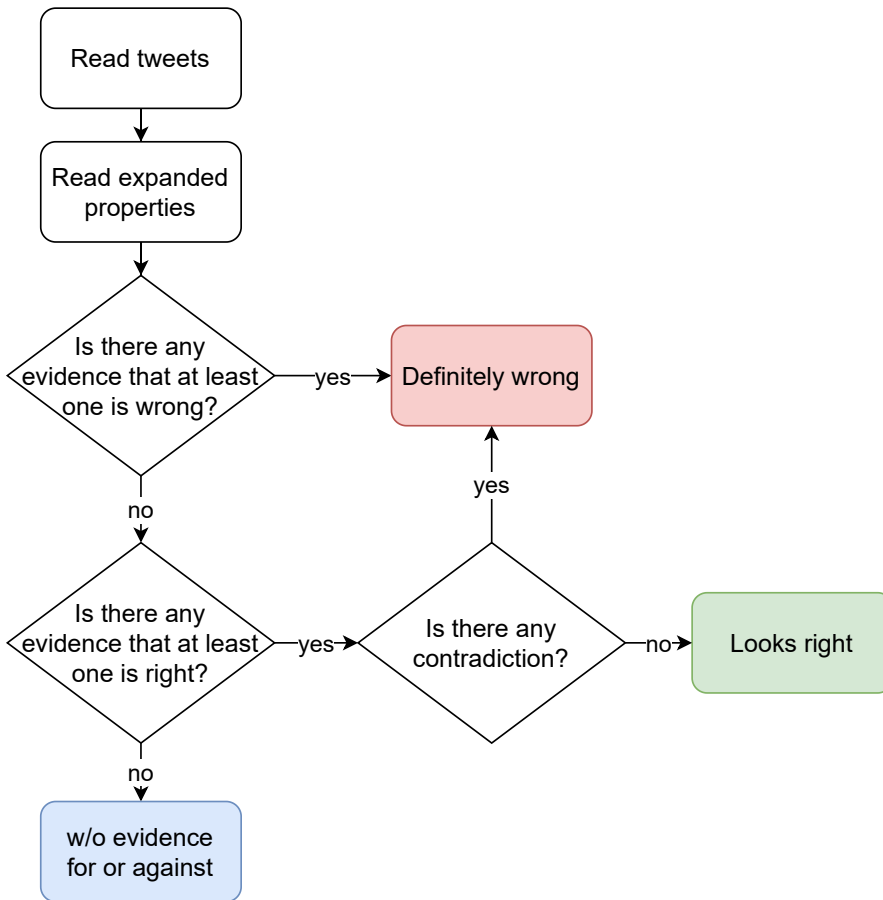 Read tweets
Read expanded
properties
Is there any
evidence that at least
one is wrong?
yes
Definitely wrong
no
yes
Is there any
evidence that at least
one is right?
yes
Is there any
contradiction?
no
Looks right
no
w/o evidence
for or against